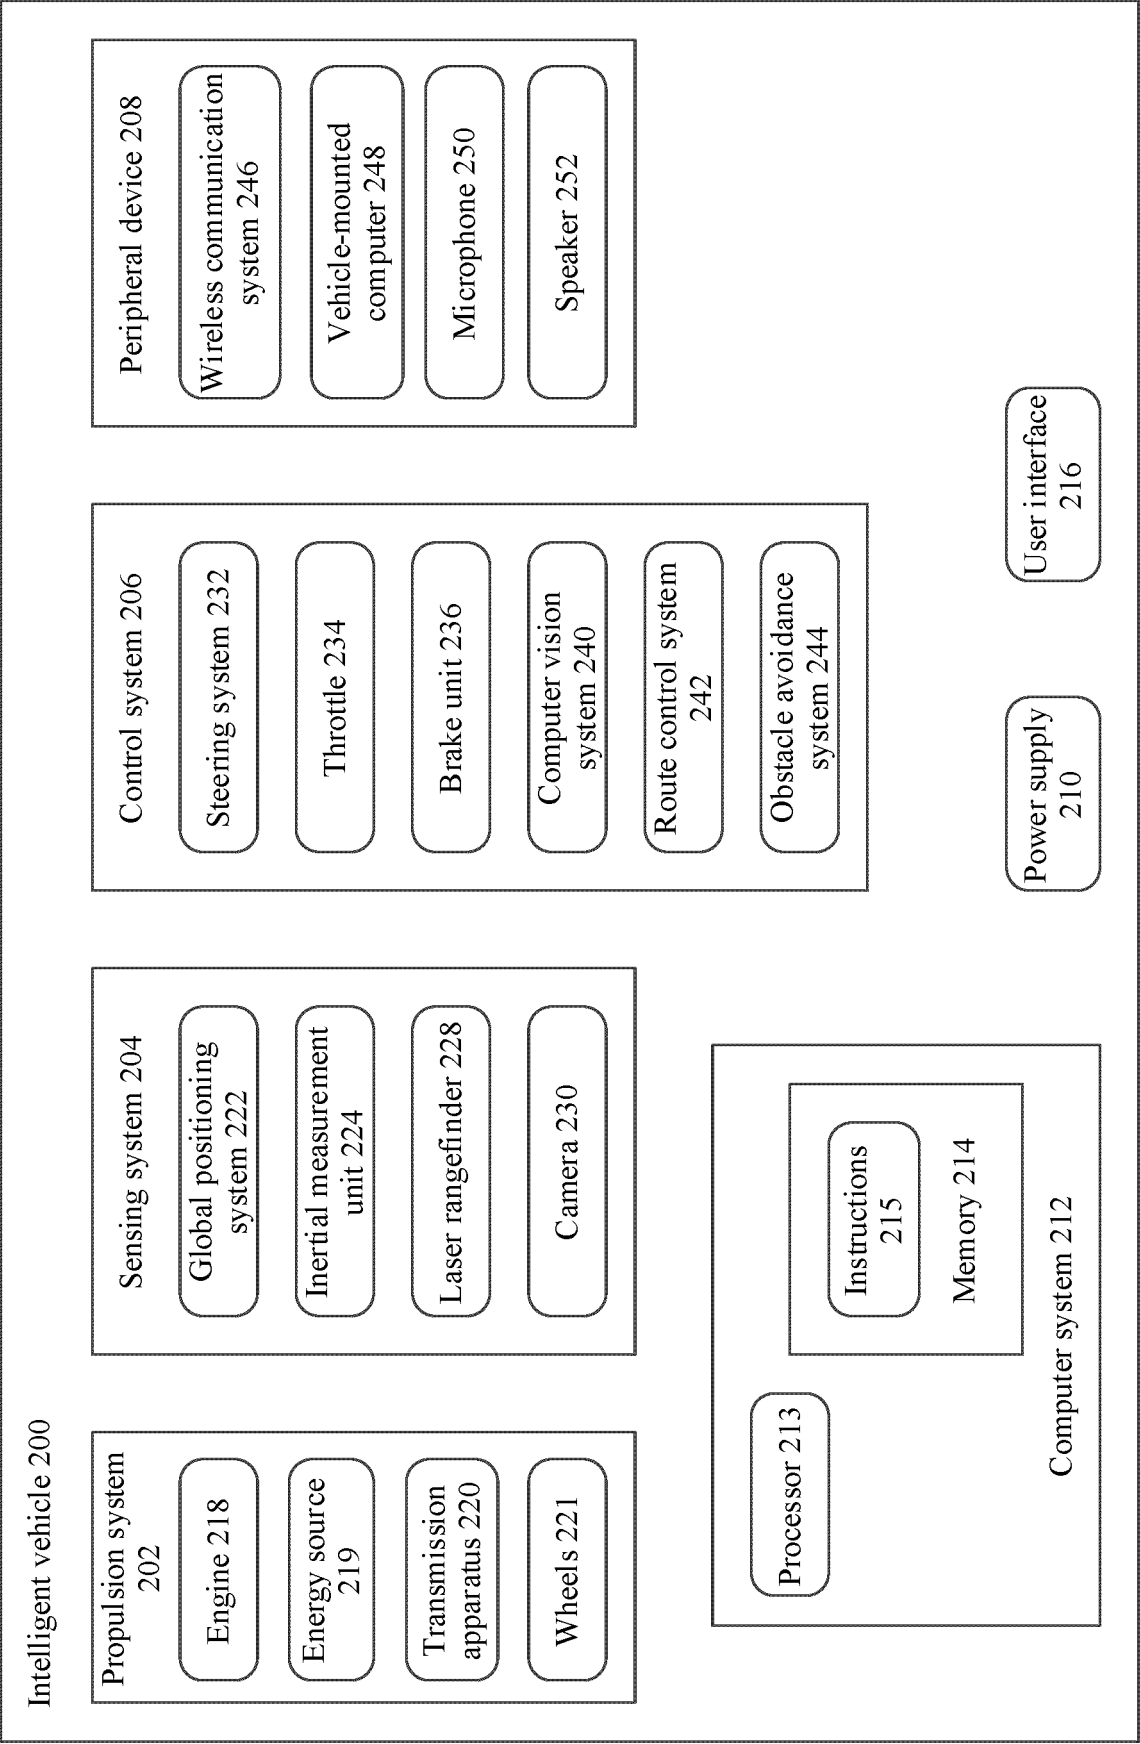 Intelligent vehicle 200
Propulsion system
202
Engine 218
Energy source
219
Transmission
apparatus 220
Wheels 221
Sensing system 204
Global positioning
system 222
Inertial measurement
unit 224
Laser rangefinder 228
Camera 230
Control system 206
Steering system 232
Throttle 234
Brake unit 236
Computer vision
system 240
Route control system
242
Obstacle avoidance
system 244
Peripheral device 208
Wireless communication
system 246
Vehicle-mounted
computer 248
Microphone 250
Speaker 252
Processor 213
Instructions
215
Memory 214
Computer system 212
Power supply
210
User interface
216